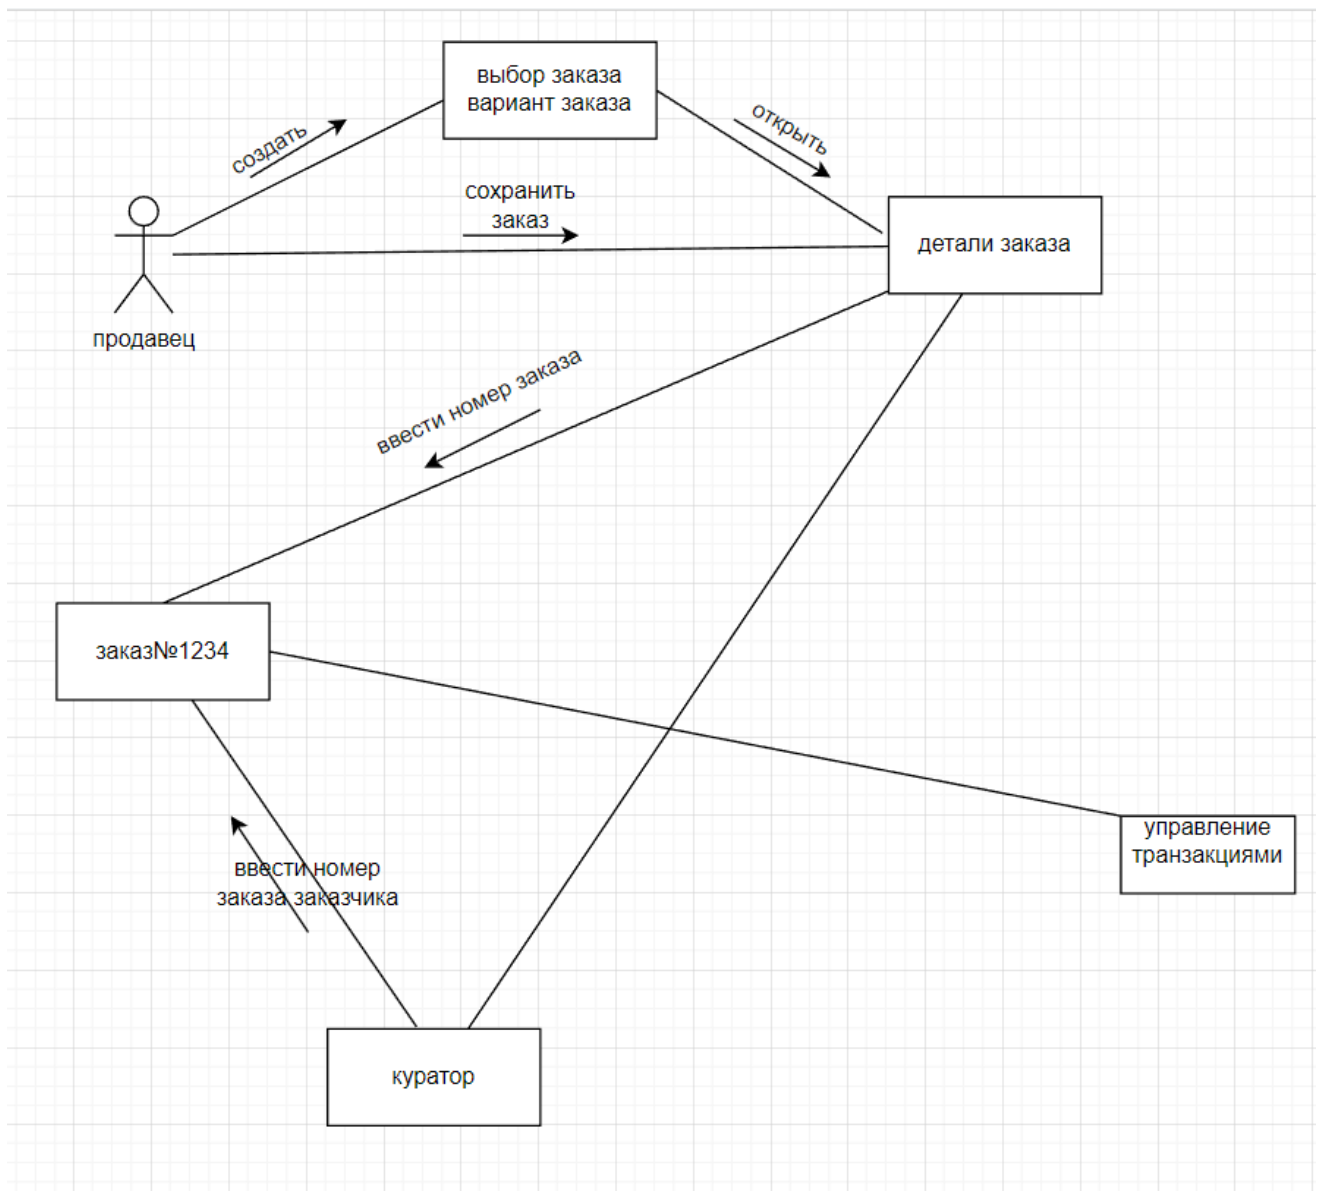 выбор заказа
вариант заказа
создать
открыть
сохранить
заказ
детали заказа
продавец
ввести номер заказа
заказ№1234
управление
транзакциями
ввести номер
заказа заказчика
куратор